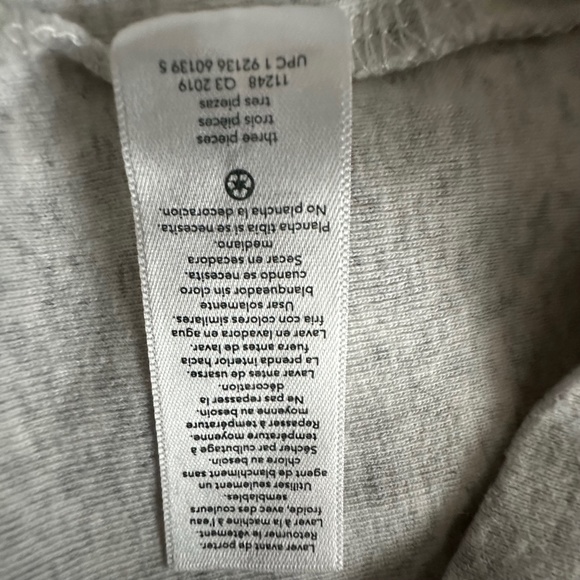 Laver avant de porter.
Retourner le vêtement.
Laver à la machine à l'eau
froide, avec des couleurs
semblables.
Utiliser seulement un
agent de blanchiment sans
chlore au besoin.
Sécher par culbutage à
température moyenne.
Repasser à température
moyenne au besoin.
Ne pas repasser la
décoration.
Lavar antes de usarse.
La prenda interior hacia
fuera antes de lavar.
Lavar en lavadora en agua
fria con colores similares.
Usar solamente
blanqueador sin cloro
cuando se necesita.
Secar en secadora
mediano.
Plancha tibia si se necesita.
No plancha la decoracion.
three pieces
trois pièces
tres piezas
11248 Q3 2019
UPC 1 92136 60139 5